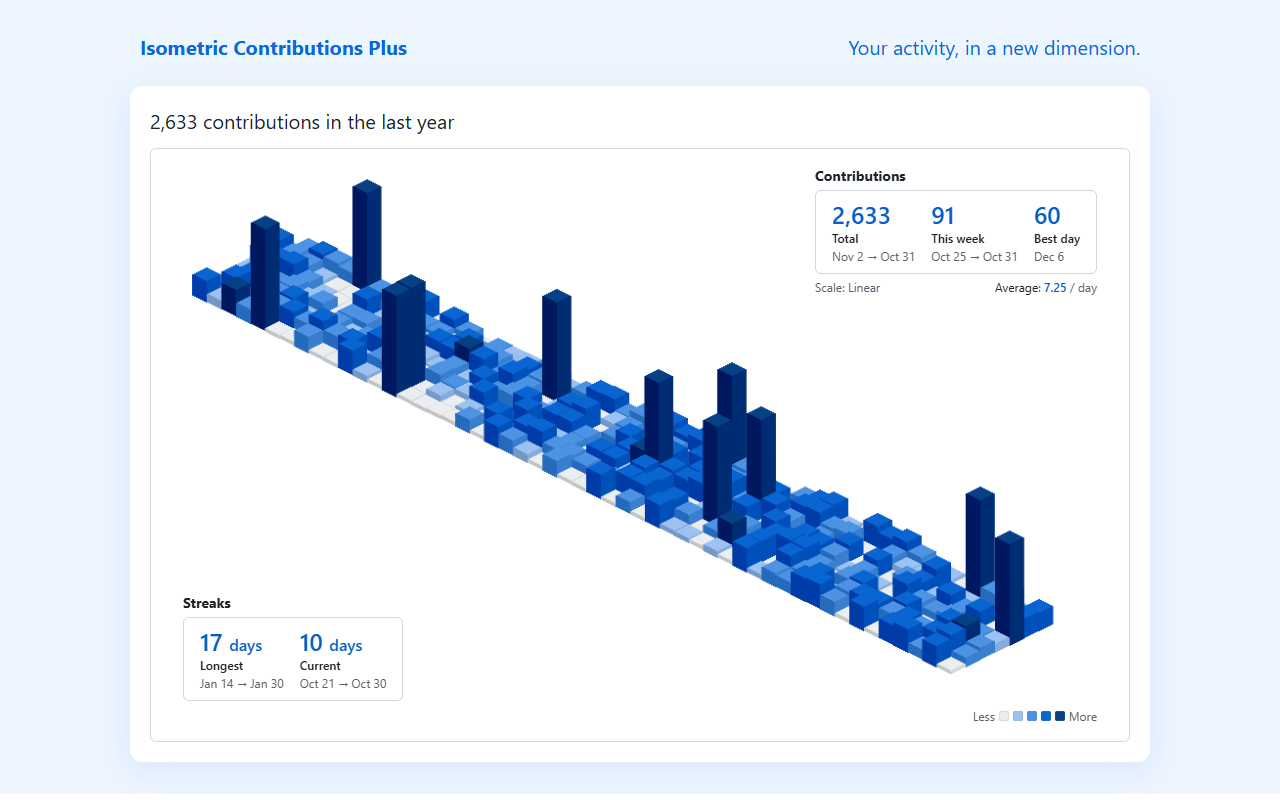 Isometric Contributions Plus
Your activity, in a new dimension.
2,633 contributions in the last year
Contributions
2,633 91 60
Total This week Best day
Nov 2 → Oct 31 Oct 25 → Oct 31 Dec 6
Scale: Linear Average: 7.25 / day
Streaks
17 days 10 days
Longest Current
Jan 14 → Jan 30 Oct 21 → Oct 30
Less More